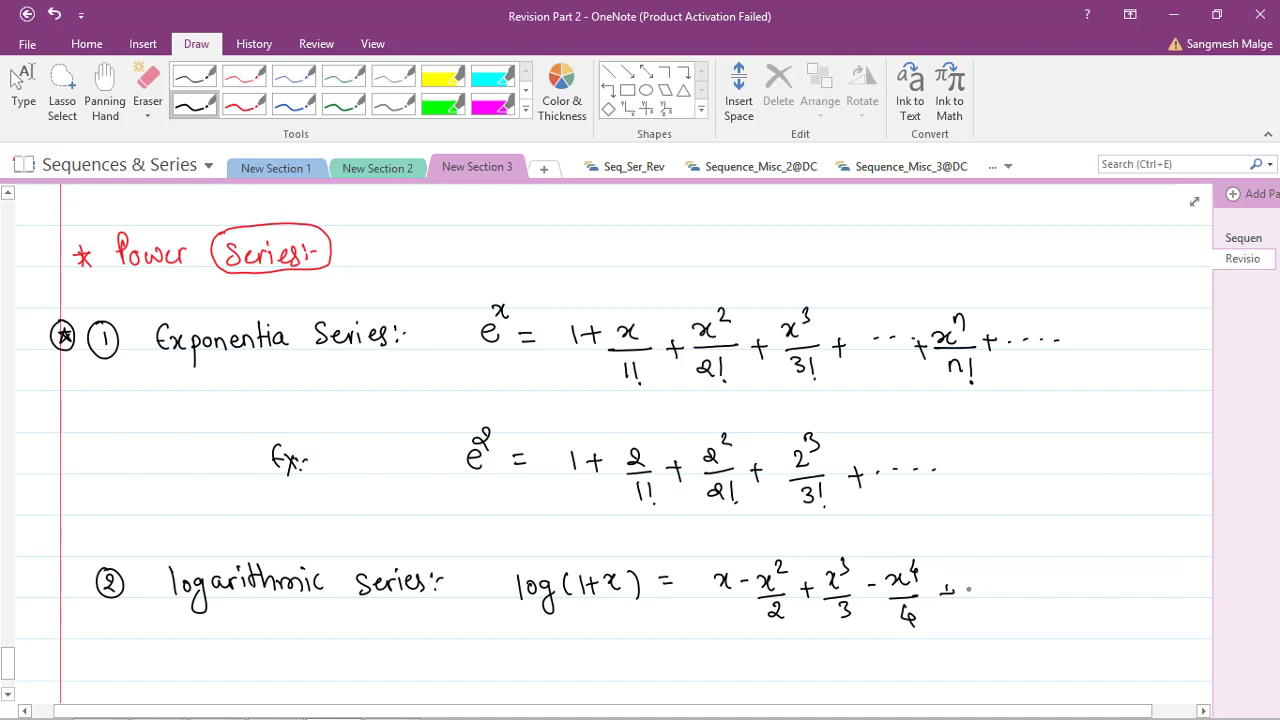 Revision Part 2 - OneNote (Product Activation Failed)
?
File Home Insert Draw History Review View Sangmesh Malge
Type Lasso Select Panning Hand Eraser Color & Thickness Insert Space Delete Arrange Rotate Ink to Text Ink to Math
Tools Shapes Edit Convert
Sequences & Series New Section 1 New Section 2 New Section 3 + Seq_Ser_Rev Sequence_Misc_2@DC Sequence_Misc_3@DC ... Search (Ctrl+E)
Add Pa
Sequen
Revisio
* Power Series:-
* ① Exponentia Series:- e^x = 1 + x/1! + x^2/2! + x^3/3! + ... + x^n/n! + ....
Ex:- e^2 = 1 + 2/1! + 2^2/2! + 2^3/3! + ....
② logarithmic series:- log(1+x) = x - x^2/2 + x^3/3 - x^4/4 + .